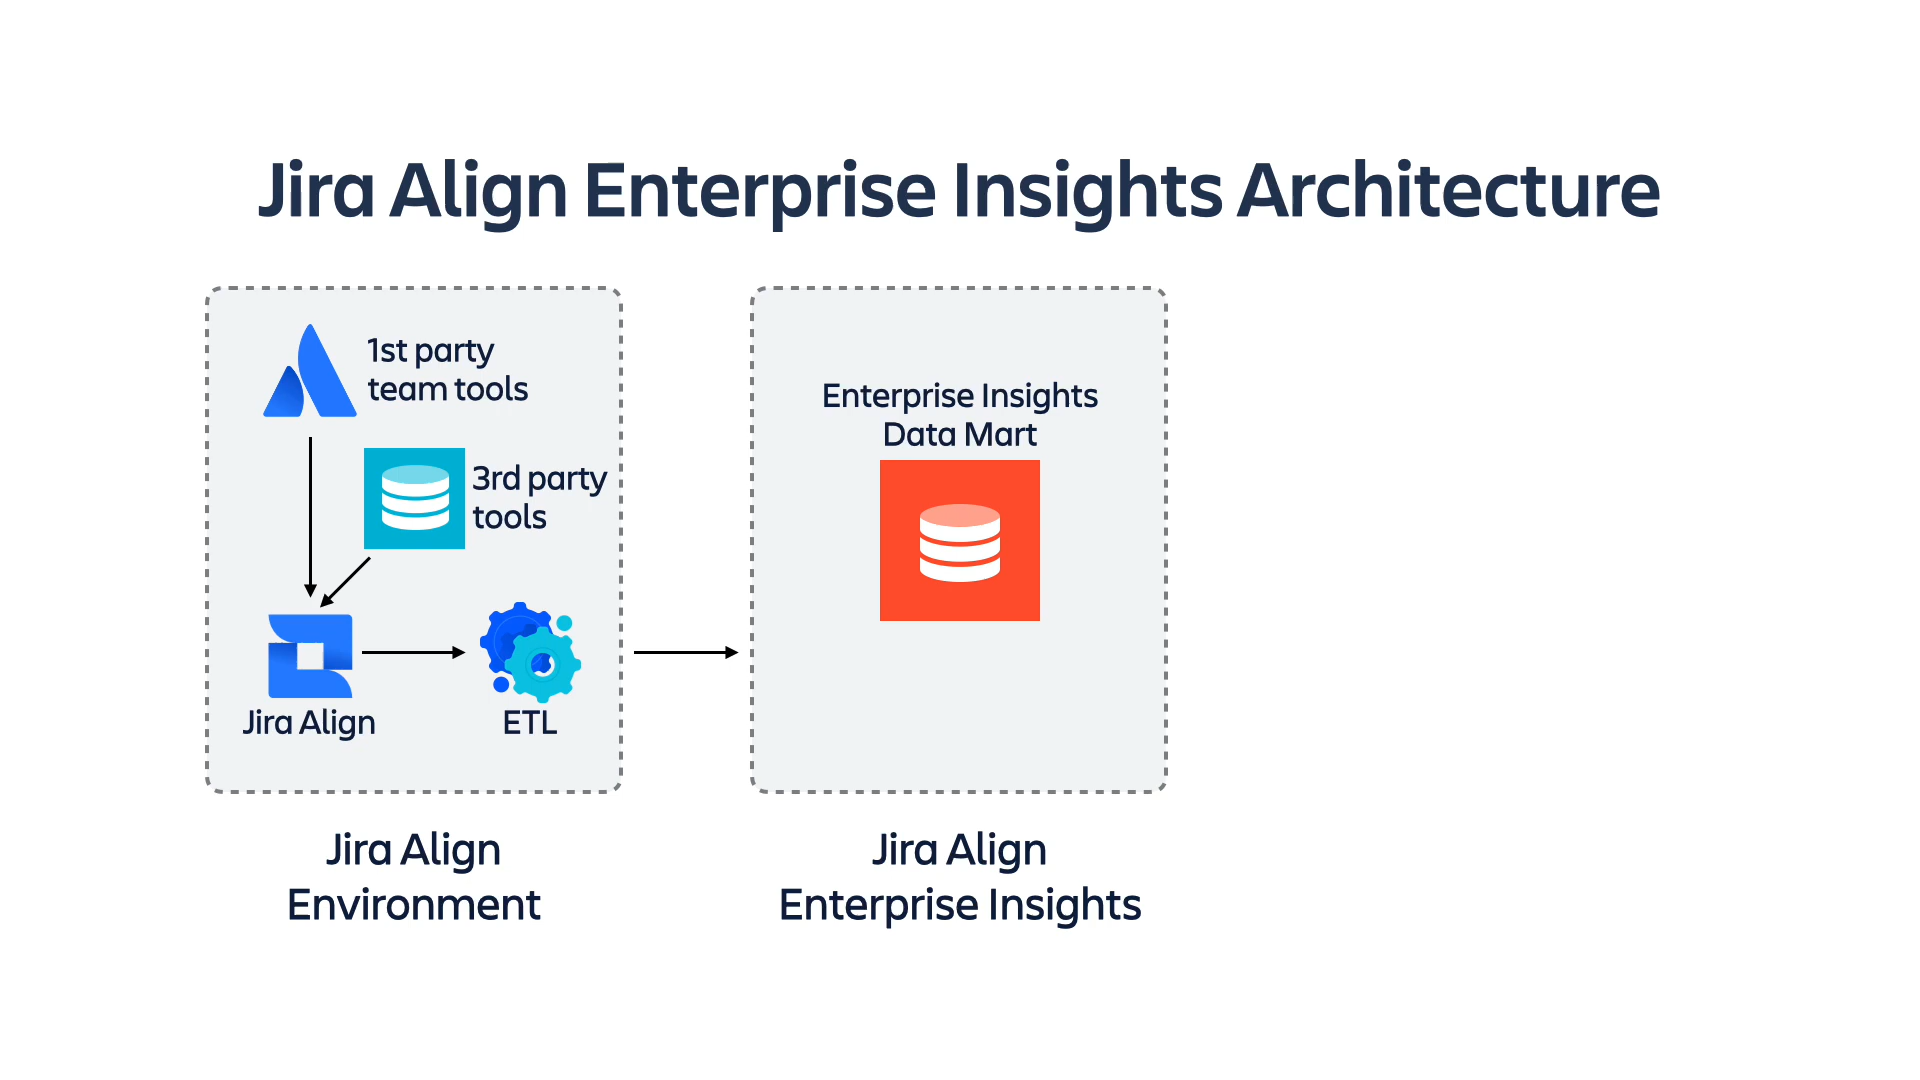 Jira Align Enterprise Insights Architecture
1st party
team tools
3rd party
tools
Jira Align
ETL
Jira Align
Environment
Enterprise Insights
Data Mart
Jira Align
Enterprise Insights